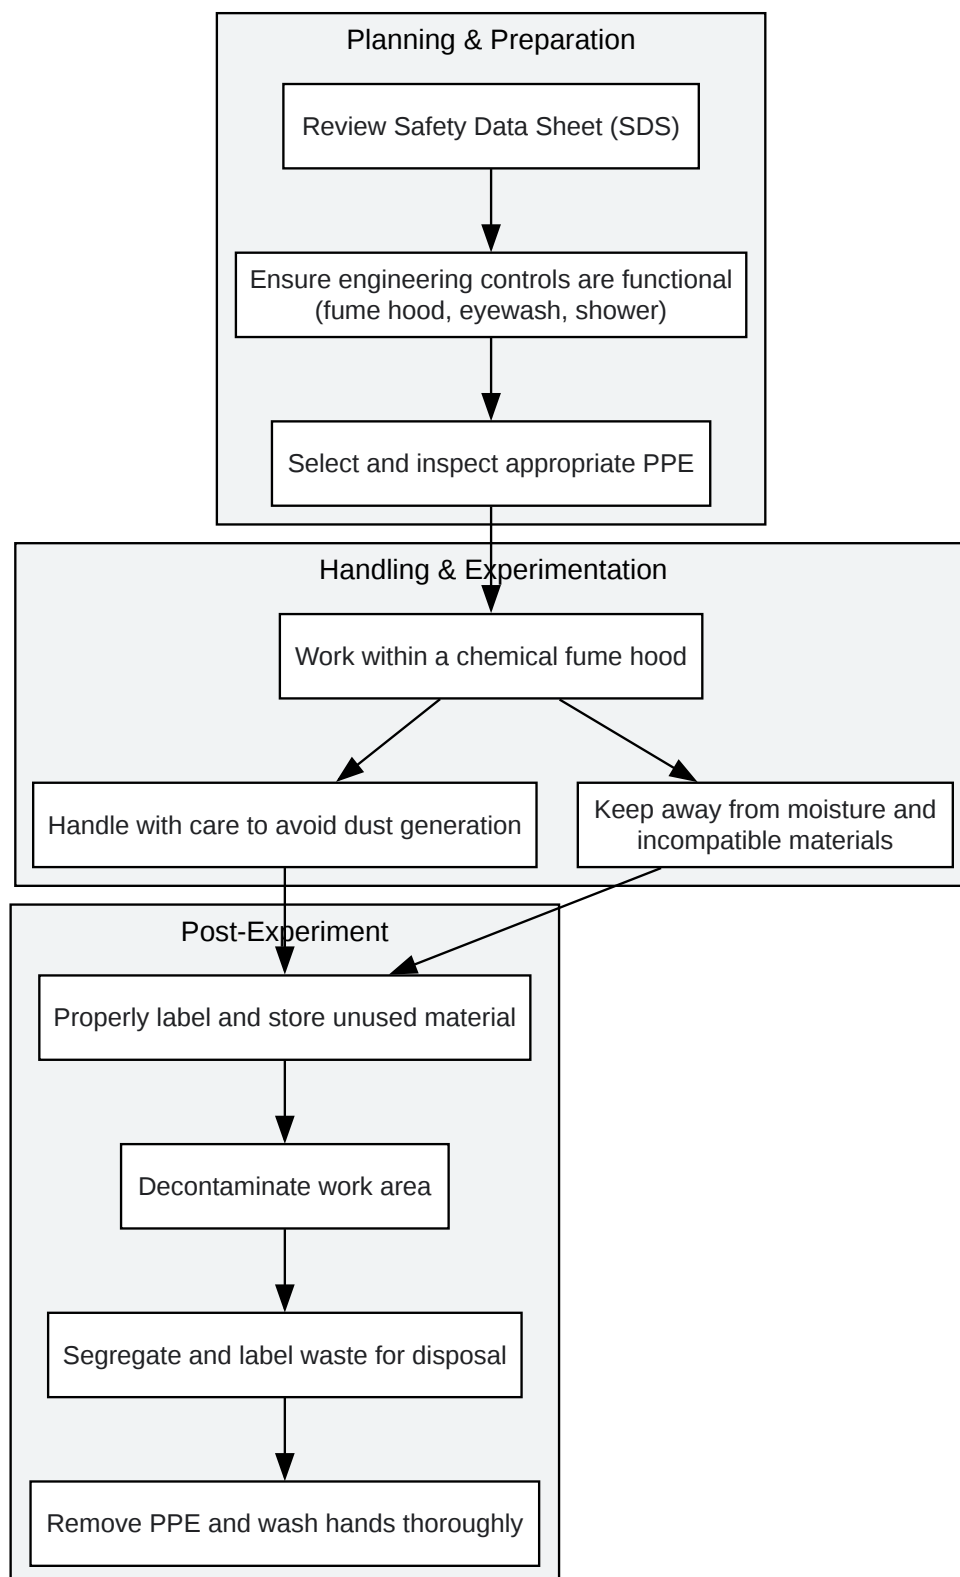 Planning & Preparation
Review Safety Data Sheet (SDS)
Ensure engineering controls are functional
(fume hood, eyewash, shower)
Select and inspect appropriate PPE
Handling & Experimentation
Work within a chemical fume hood
Handle with care to avoid dust generation
Keep away from moisture and
incompatible materials
Post-Experiment
Properly label and store unused material
Decontaminate work area
Segregate and label waste for disposal
Remove PPE and wash hands thoroughly